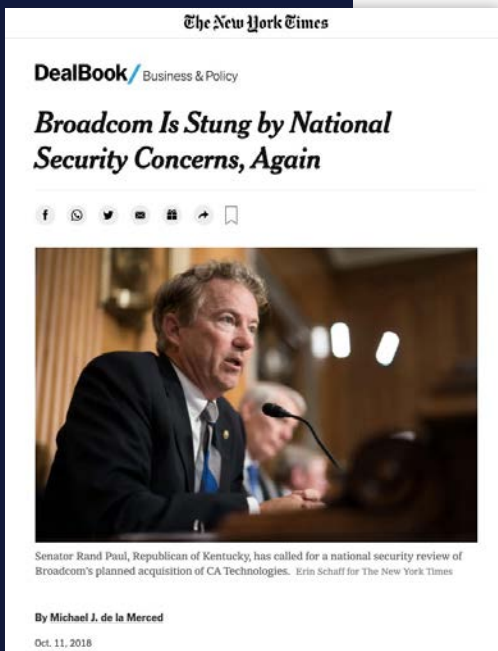 The New York Times
DealBook / Business & Policy
Broadcom Is Stung by National
Security Concerns, Again
Senator Rand Paul, Republican of Kentucky, has called for a national security review of
Broadcom's planned acquisition of CA Technologies. Erin Schaff for The New York Times
By Michael J. de la Merced
Oct. 11, 2018